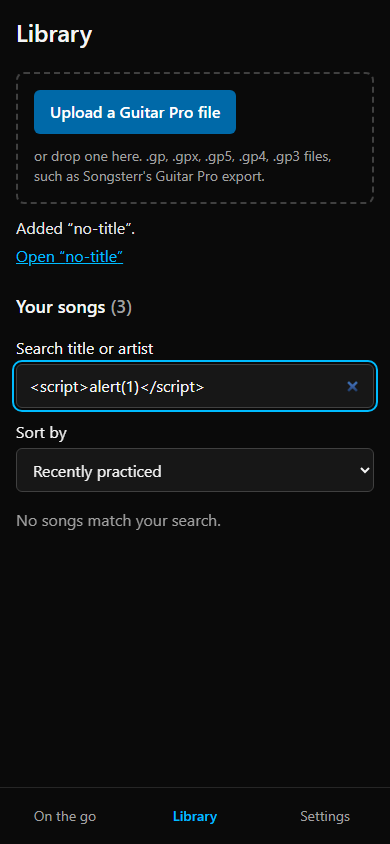 Library
Upload a Guitar Pro file
or drop one here. .gp, .gpx, .gp5, .gp4, .gp3 files,
such as Songsterr's Guitar Pro export.
Added “no-title”.
Open “no-title”
Your songs (3)
Search title or artist
<script>alert(1)</script>
Sort by
Recently practiced
No songs match your search.
On the go
Library
Settings